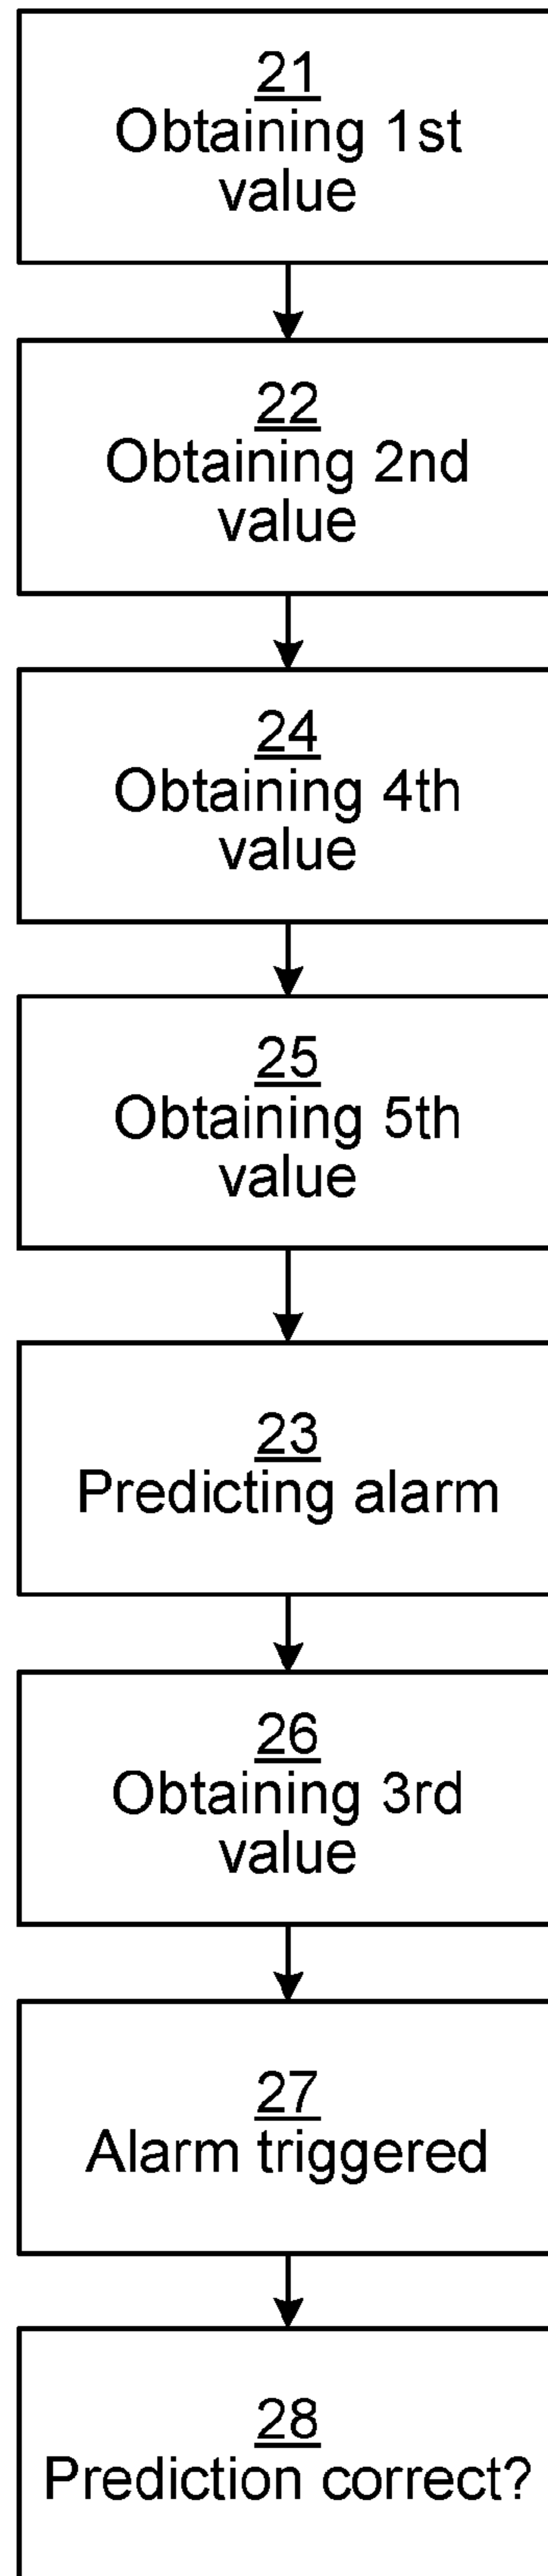 21
Obtaining 1st
value
22
Obtaining 2nd
value
24
Obtaining 4th
value
25
Obtaining 5th
value
23
Predicting alarm
26
Obtaining 3rd
value
27
Alarm triggered
28
Prediction correct?